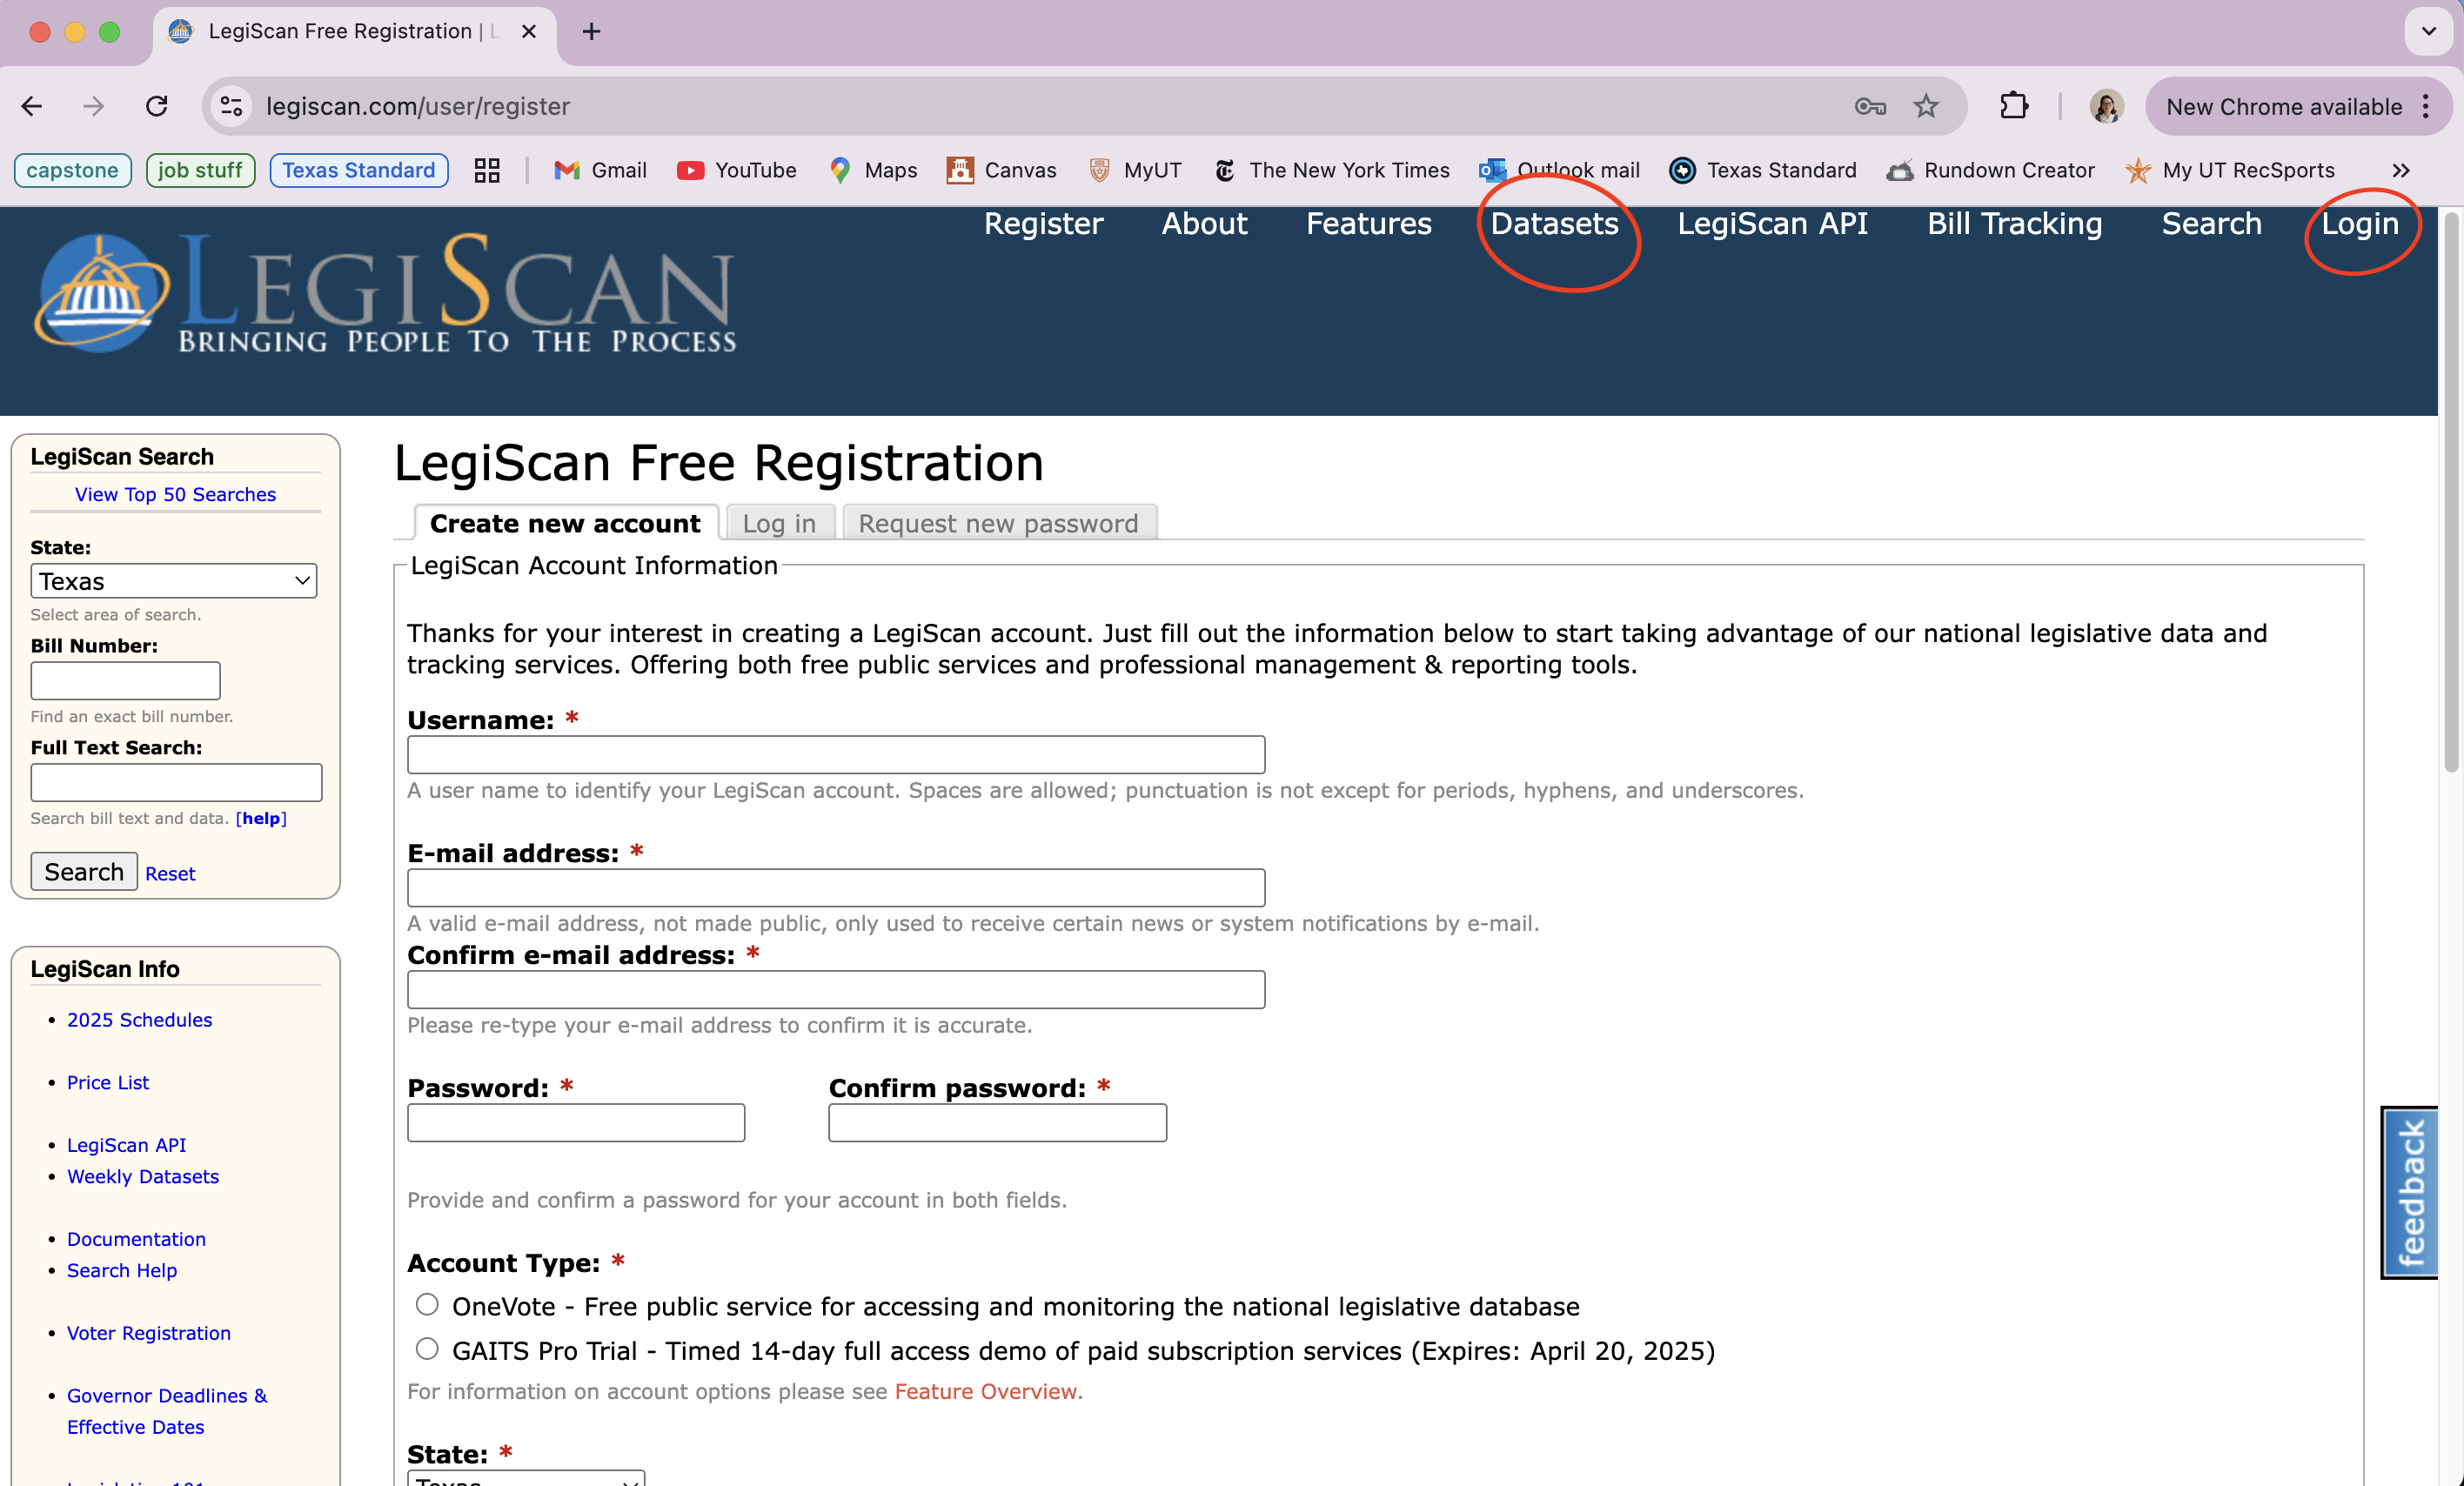 LegiScan Free Registration | L
legiscan.com/user/register
New Chrome available
capstone job stuff Texas Standard Gmail YouTube Maps Canvas MyUT The New York Times Outlook mail Texas Standard Rundown Creator My UT RecSports
Register About Features Datasets LegiScan API Bill Tracking Search Login
LEGISCAN
BRINGING PEOPLE TO THE PROCESS
LegiScan Search
View Top 50 Searches
State:
Texas
Select area of search.
Bill Number:
Find an exact bill number.
Full Text Search:
Search bill text and data. [help]
Search Reset
LegiScan Info
• 2025 Schedules
• Price List
• LegiScan API
• Weekly Datasets
• Documentation
• Search Help
• Voter Registration
• Governor Deadlines &
Effective Dates
LegiScan Free Registration
Create new account Log in Request new password
LegiScan Account Information
Thanks for your interest in creating a LegiScan account. Just fill out the information below to start taking advantage of our national legislative data and
tracking services. Offering both free public services and professional management & reporting tools.
Username: *
A user name to identify your LegiScan account. Spaces are allowed; punctuation is not except for periods, hyphens, and underscores.
E-mail address: *
A valid e-mail address, not made public, only used to receive certain news or system notifications by e-mail.
Confirm e-mail address: *
Please re-type your e-mail address to confirm it is accurate.
Password: * Confirm password: *
Provide and confirm a password for your account in both fields.
Account Type: *
OneVote - Free public service for accessing and monitoring the national legislative database
GAITS Pro Trial - Timed 14-day full access demo of paid subscription services (Expires: April 20, 2025)
For information on account options please see Feature Overview.
State: *
Texas
feedback